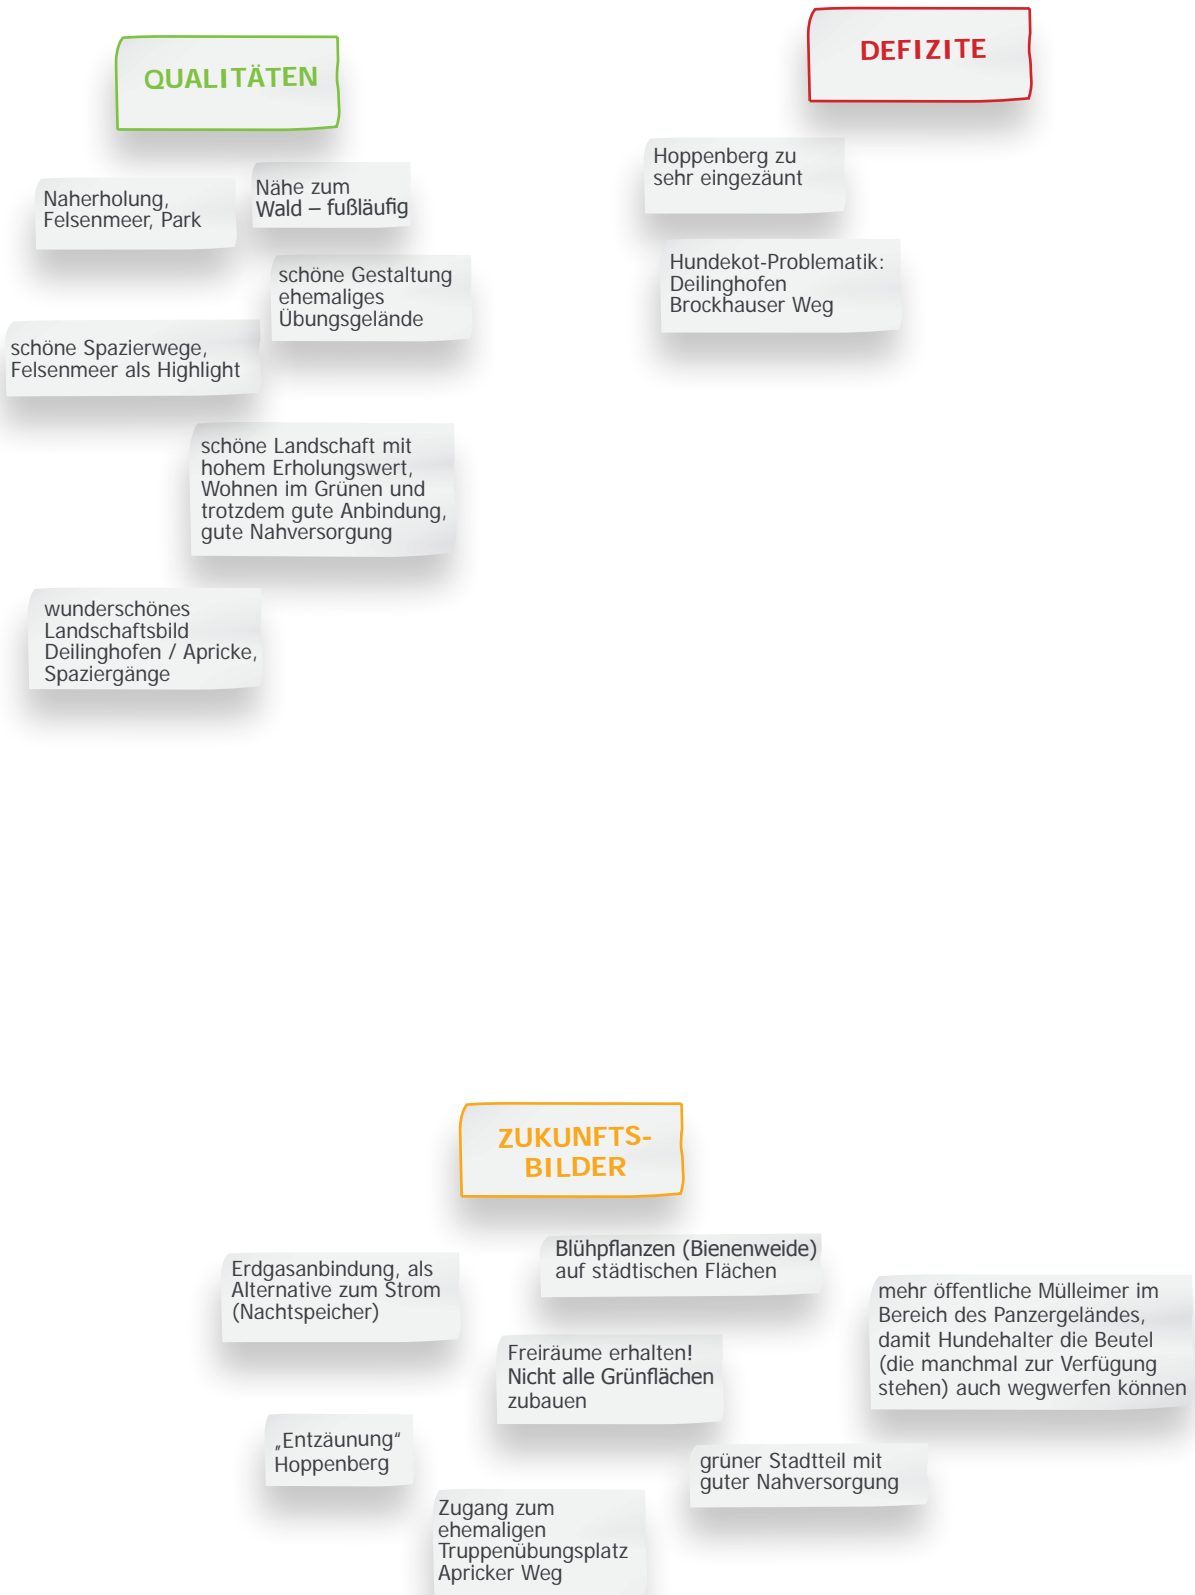 QUALITÄTEN
Naherholung,
Felsenmeer, Park
Nähe zum
Wald – fußläufig
schöne Gestaltung
ehemaliges
Übungsgelände
schöne Spazierwege,
Felsenmeer als Highlight
schöne Landschaft mit
hohem Erholungswert,
Wohnen im Grünen und
trotzdem gute Anbindung,
gute Nahversorgung
wunderschönes
Landschaftsbild
Deilinghofen / Apricke,
Spaziergänge
DEFIZITE
Hoppenberg zu
sehr eingezäunt
Hundekot-Problematik:
Deilinghofen
Brockhauser Weg
ZUKUNFTS-
BILDER
Erdgasanbindung, als
Alternative zum Strom
(Nachtspeicher)
Blühpflanzen (Bienenweide)
auf städtischen Flächen
mehr öffentliche Mülleimer im
Bereich des Panzergeländes,
damit Hundehalter die Beutel
(die manchmal zur Verfügung
stehen) auch wegwerfen können
Freiräume erhalten!
Nicht alle Grünflächen
zubauen
„Entzäunung“
Hoppenberg
grüner Stadtteil mit
guter Nahversorgung
Zugang zum
ehemaligen
Truppenübungsplatz
Apricker Weg